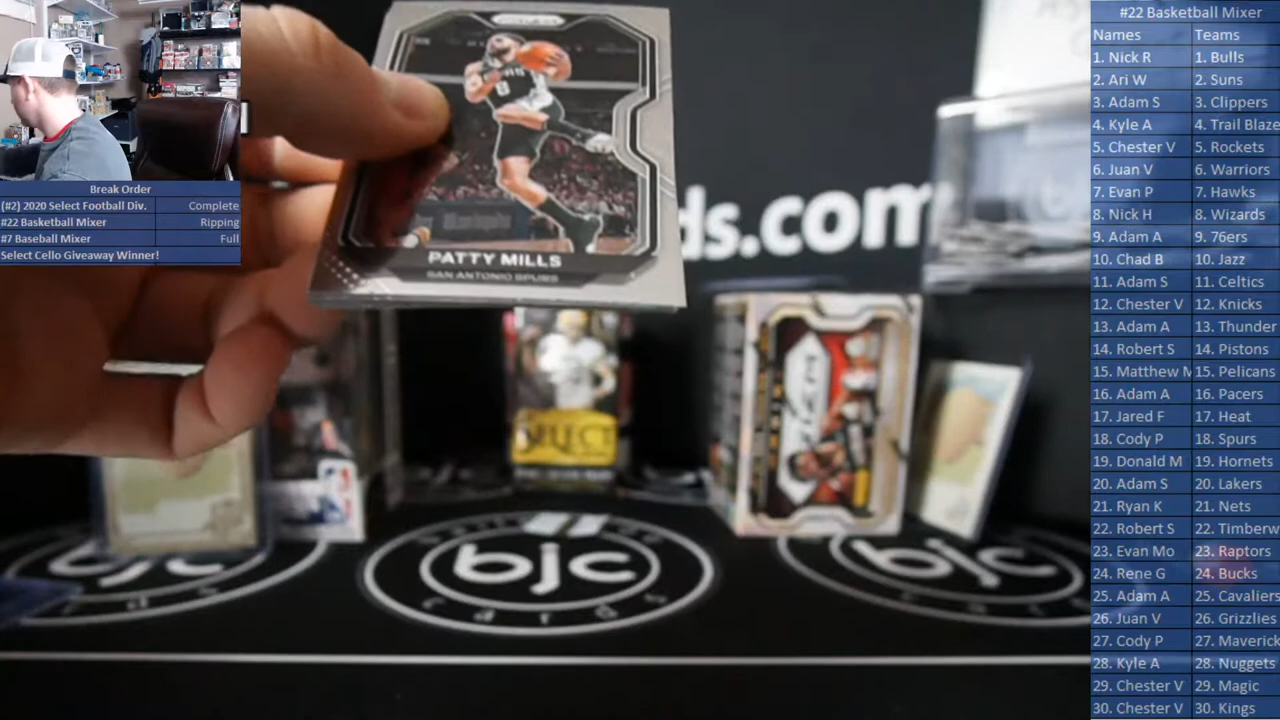 Break Order
(#2) 2020 Select Football Div. Complete
#22 Basketball Mixer Ripping
#7 Baseball Mixer Full
Select Cello Giveaway Winner!
PATTY MILLS
SAN ANTONIO SPURS
ds.com
SELECT
PRIZM
bjc
bjc
bjc
cards
#22 Basketball Mixer
Names Teams
1. Nick R 1. Bulls
2. Ari W 2. Suns
3. Adam S 3. Clippers
4. Kyle A 4. Trail Blaze
5. Chester V 5. Rockets
6. Juan V 6. Warriors
7. Evan P 7. Hawks
8. Nick H 8. Wizards
9. Adam A 9. 76ers
10. Chad B 10. Jazz
11. Adam S 11. Celtics
12. Chester V 12. Knicks
13. Adam A 13. Thunder
14. Robert S 14. Pistons
15. Matthew M 15. Pelicans
16. Adam A 16. Pacers
17. Jared F 17. Heat
18. Cody P 18. Spurs
19. Donald M 19. Hornets
20. Adam S 20. Lakers
21. Ryan K 21. Nets
22. Robert S 22. Timberw
23. Evan Mo 23. Raptors
24. Rene G 24. Bucks
25. Adam A 25. Cavaliers
26. Juan V 26. Grizzlies
27. Cody P 27. Maverick
28. Kyle A 28. Nuggets
29. Chester V 29. Magic
30. Chester V 30. Kings